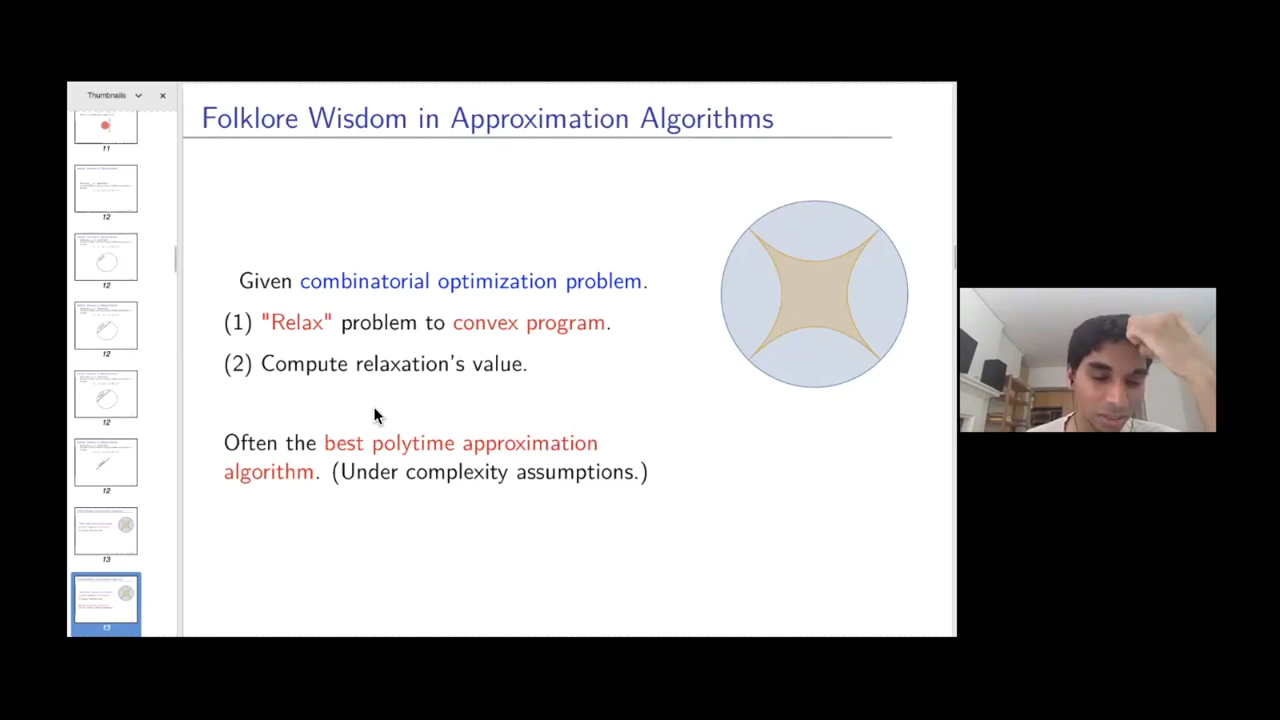 Thumbnails
11
12
12
12
12
12
13
13
Folklore Wisdom in Approximation Algorithms
Given combinatorial optimization problem.
(1) "Relax" problem to convex program.
(2) Compute relaxation's value.
Often the best polytime approximation
algorithm. (Under complexity assumptions.)